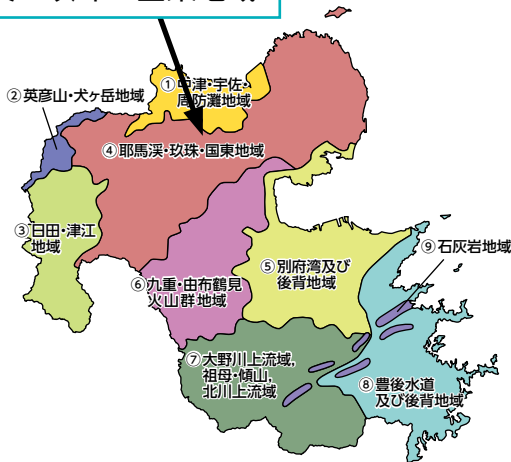 ①中津・宇佐・
周防灘地域
②英彦山・犬ヶ岳地域
④耶馬渓・玖珠・国東地域
③日田・津江
地域
⑨石灰岩地域
⑤別府湾及び
後背地域
⑥九重・由布鶴見
火山群地域
⑦大野川上流域,
祖母・傾山,
北川上流域
⑧豊後水道
及び後背地域